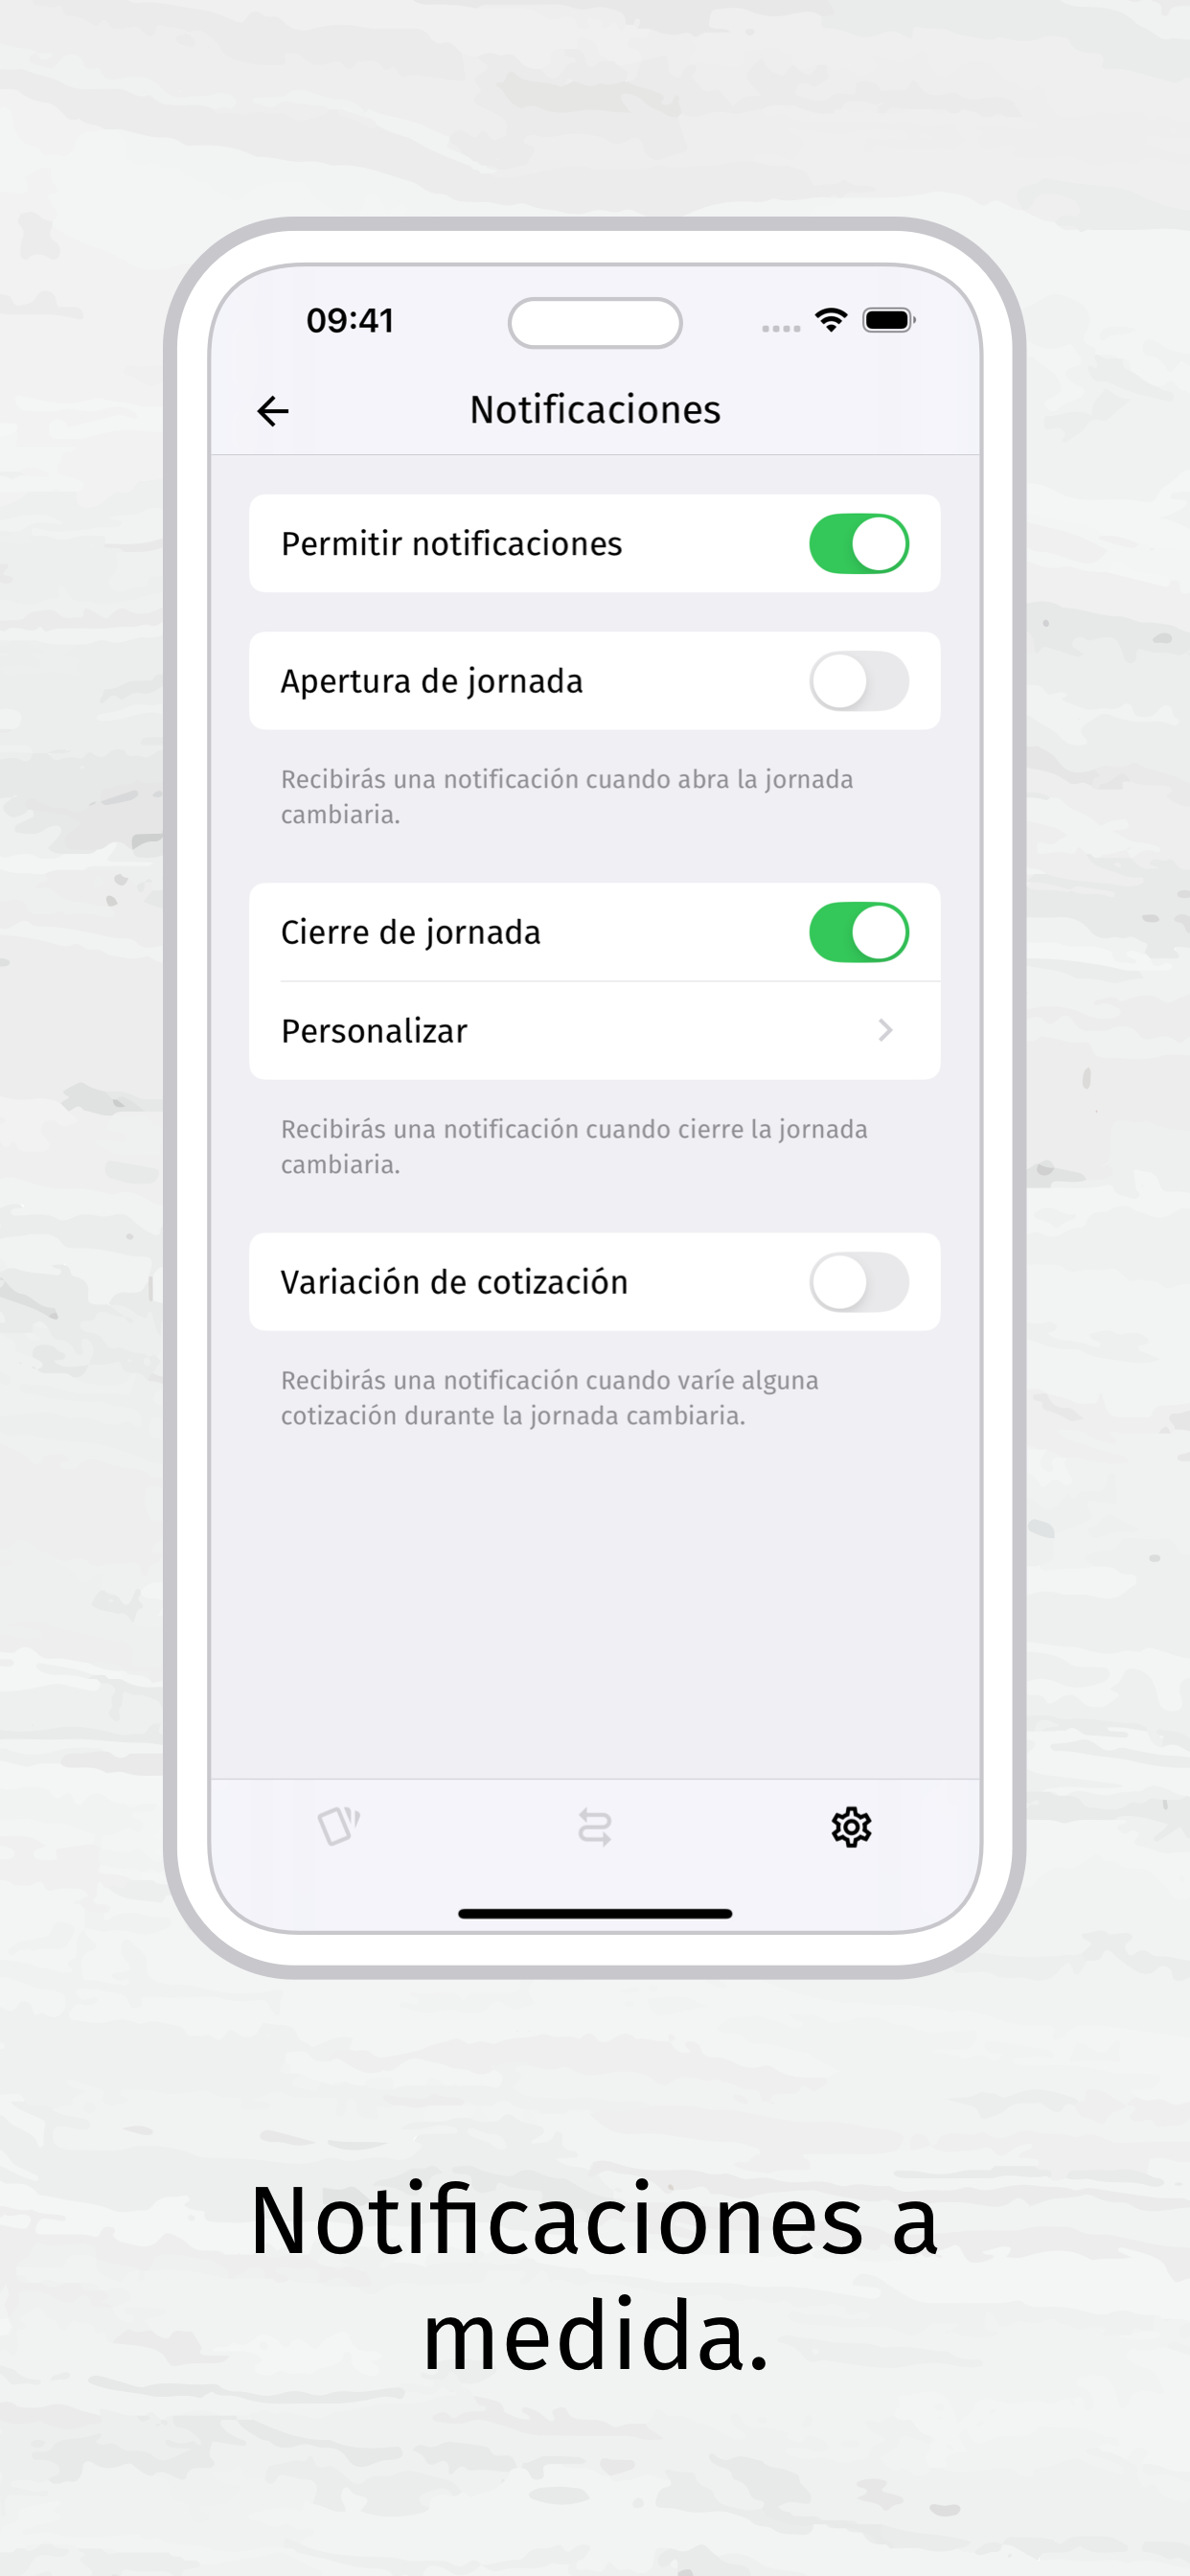 09:41
Notificaciones
Permitir notificaciones
Apertura de jornada
Recibirás una notificación cuando abra la jornada
cambiaria.
Cierre de jornada
Personalizar
Recibirás una notificación cuando cierre la jornada
cambiaria.
Variación de cotización
Recibirás una notificación cuando varíe alguna
cotización durante la jornada cambiaria.
Notificaciones a
medida.